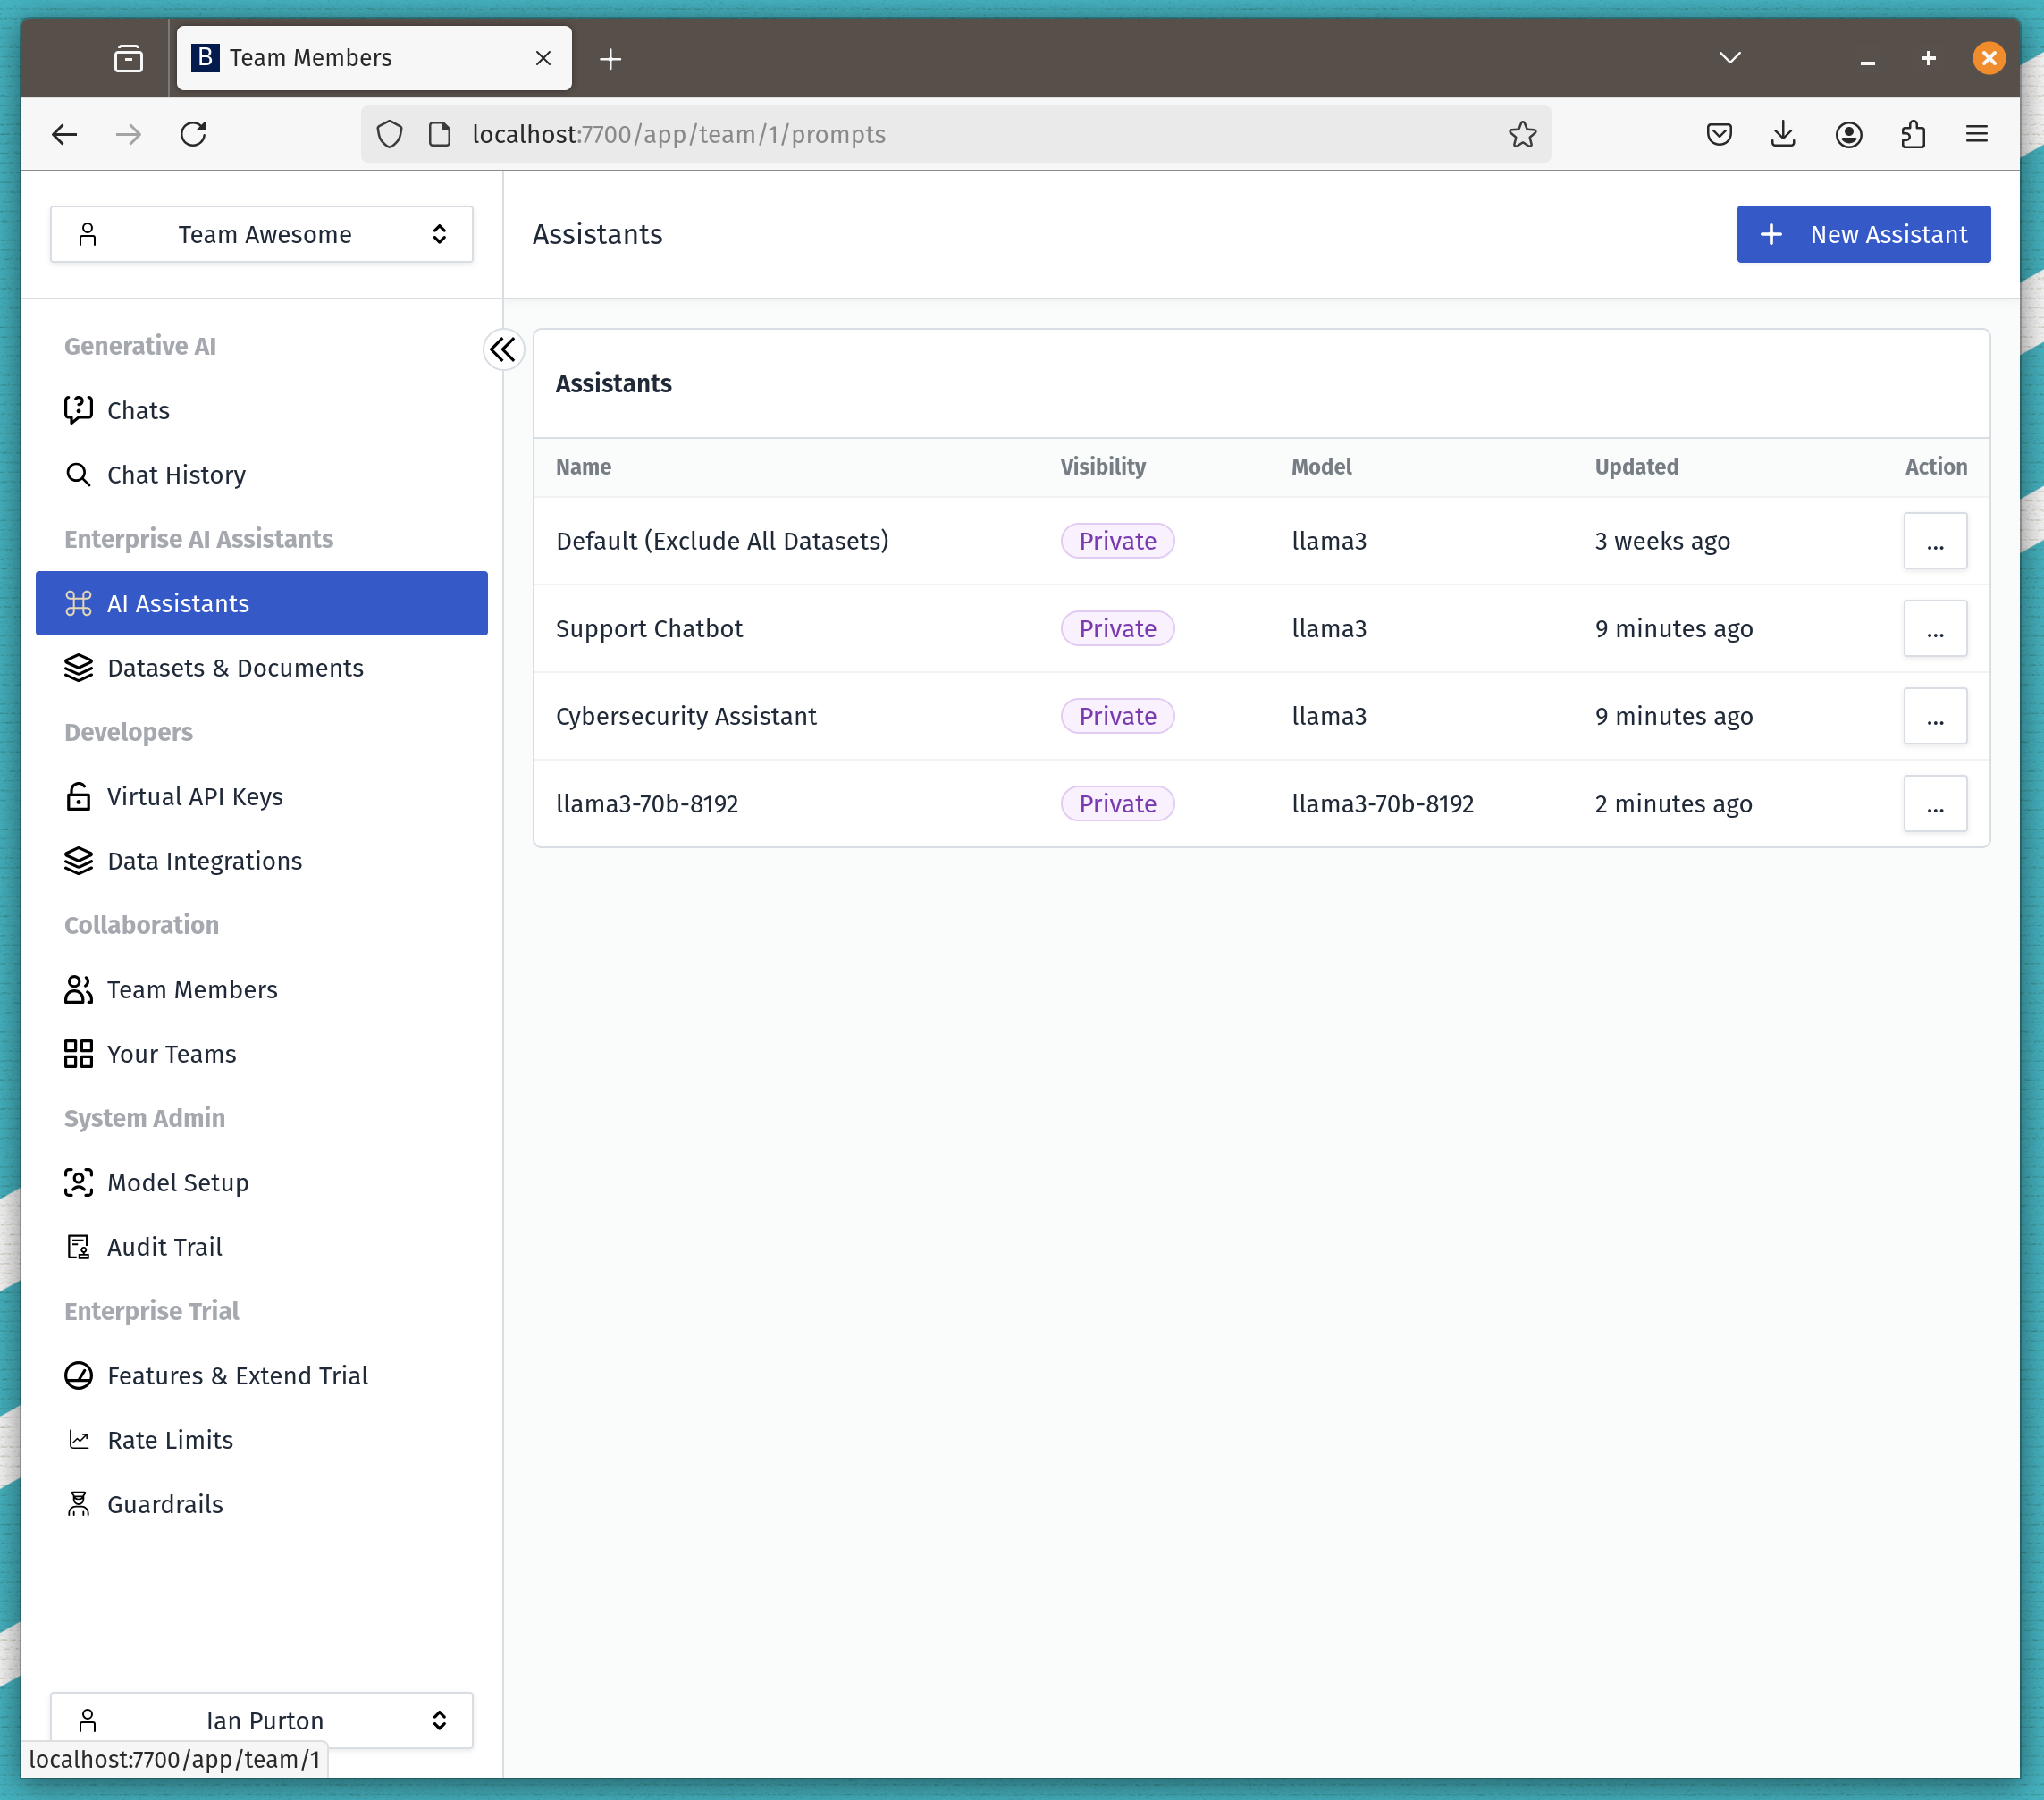 B Team Members
localhost:7700/app/team/1/prompts
Team Awesome
Assistants
New Assistant
Generative AI
Chats
Chat History
Enterprise AI Assistants
AI Assistants
Datasets & Documents
Developers
Virtual API Keys
Data Integrations
Collaboration
Team Members
Your Teams
System Admin
Model Setup
Audit Trail
Enterprise Trial
Features & Extend Trial
Rate Limits
Guardrails
Ian Purton
localhost:7700/app/team/1
Assistants
Name Visibility Model Updated Action
Default (Exclude All Datasets) Private llama3 3 weeks ago ...
Support Chatbot Private llama3 9 minutes ago ...
Cybersecurity Assistant Private llama3 9 minutes ago ...
llama3-70b-8192 Private llama3-70b-8192 2 minutes ago ...